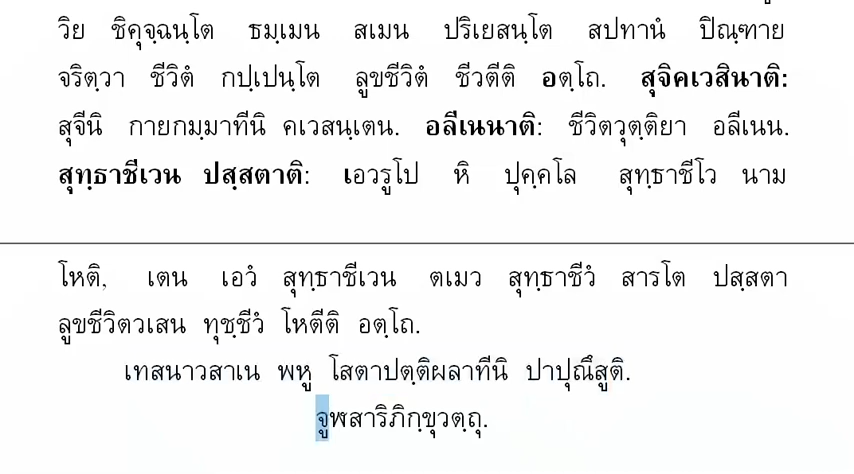 วิย ชิคุจฺฉนฺโต ธมฺเมน สเมน ปริเยสนฺโต สปทานํ ปิณฺฑาย
จริตฺวา ชีวิตํ กปฺเปนฺโต ลูขชีวิตํ ชีวตีติ อตฺโถ. สุจิคเวสินาติ:
สุจีนิ กายกมฺมาทีนิ คเวสนฺเตน. อลีเนนาติ: ชีวิตวุตฺติยา อลีเนน.
สุทฺธาชีเวน ปสฺสตาติ: เอวรูโป หิ ปุคฺคโล สุทฺธาชีโว นาม
โหติ, เตน เอวํ สุทฺธาชีเวน ตเมว สุทฺธาชีวํ สารโต ปสฺสตา
ลูขชีวิตวเสน ทุชฺชีวํ โหตีติ อตฺโถ.
เทสนาวสาเน พหู โสตาปตฺติผลาทีนิ ปาปุณึสูติ.
จูฬสาริภิกฺขุวตฺถุ.